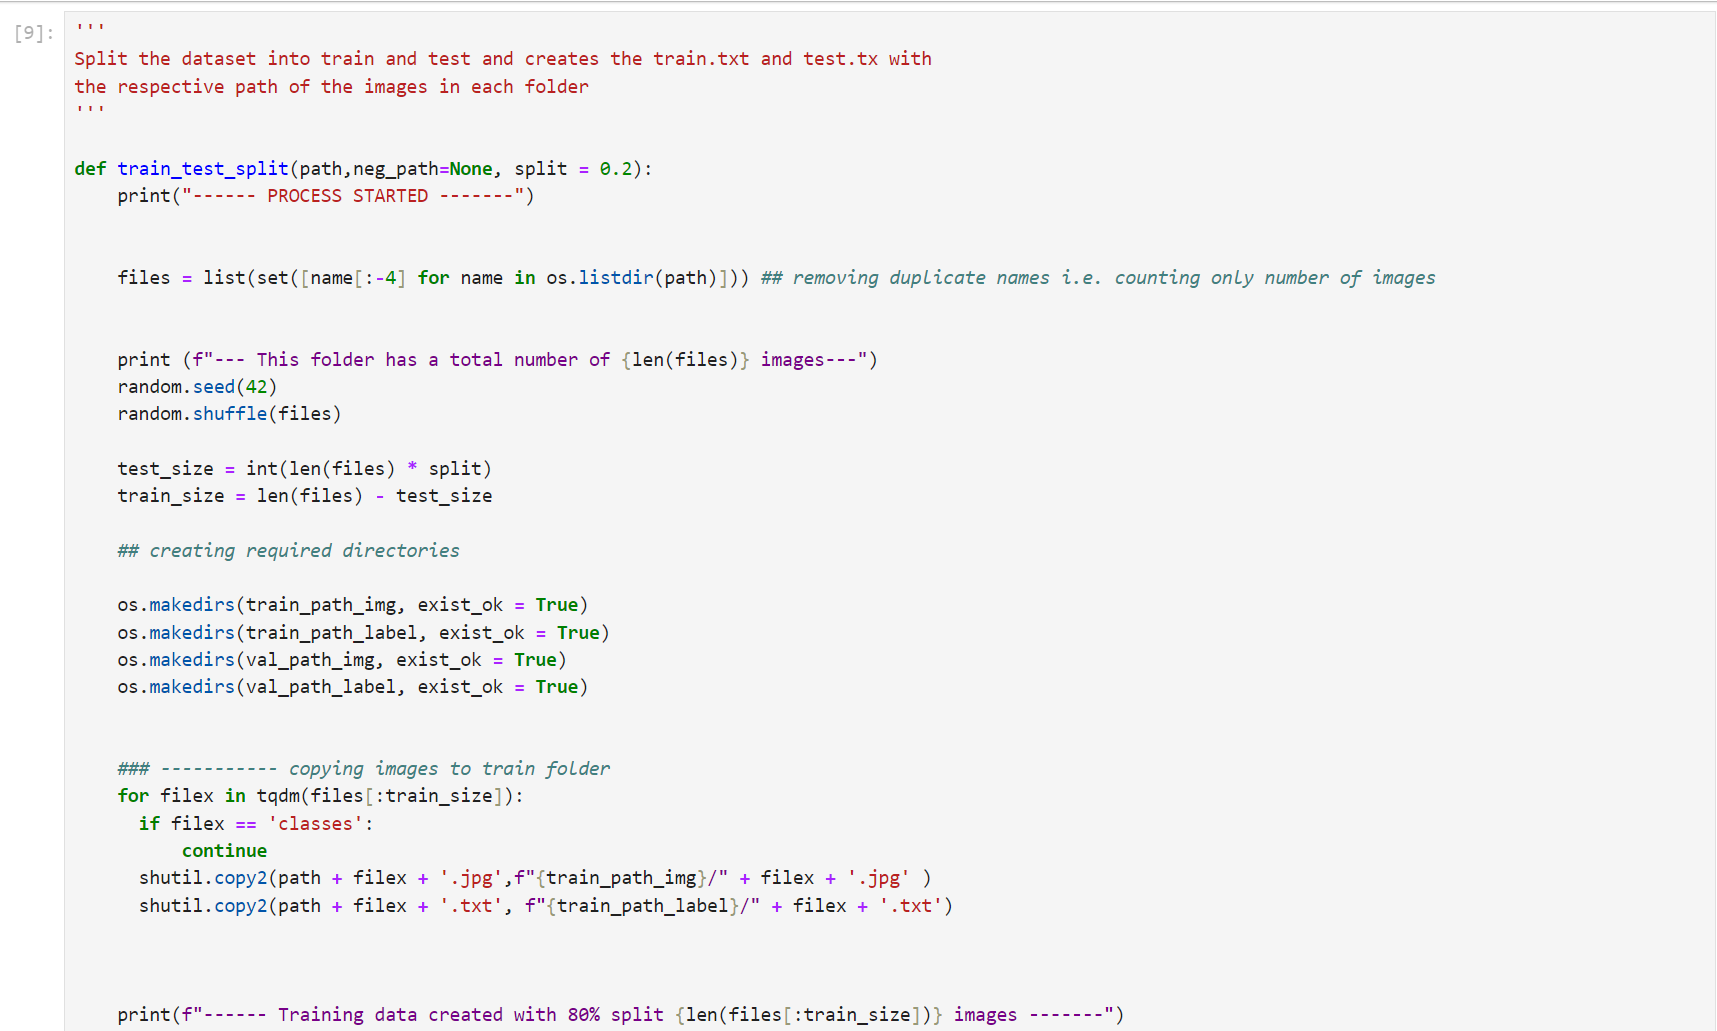 [9]:
'''
Split the dataset into train and test and creates the train.txt and test.tx with
the respective path of the images in each folder
'''
def train_test_split(path,neg_path=None, split = 0.2):
    print("------ PROCESS STARTED -------")
    files = list(set([name[:-4] for name in os.listdir(path)])) ## removing duplicate names i.e. counting only number of images
    print (f"--- This folder has a total number of {len(files)} images---")
    random.seed(42)
    random.shuffle(files)
    test_size = int(len(files) * split)
    train_size = len(files) - test_size
    ## creating required directories
    os.makedirs(train_path_img, exist_ok = True)
    os.makedirs(train_path_label, exist_ok = True)
    os.makedirs(val_path_img, exist_ok = True)
    os.makedirs(val_path_label, exist_ok = True)
    ### ----------- copying images to train folder
    for filex in tqdm(files[:train_size]):
      if filex == 'classes':
          continue
      shutil.copy2(path + filex + '.jpg',f"{train_path_img}/" + filex + '.jpg' )
      shutil.copy2(path + filex + '.txt', f"{train_path_label}/" + filex + '.txt')
    print(f"------ Training data created with 80% split {len(files[:train_size])} images -------")